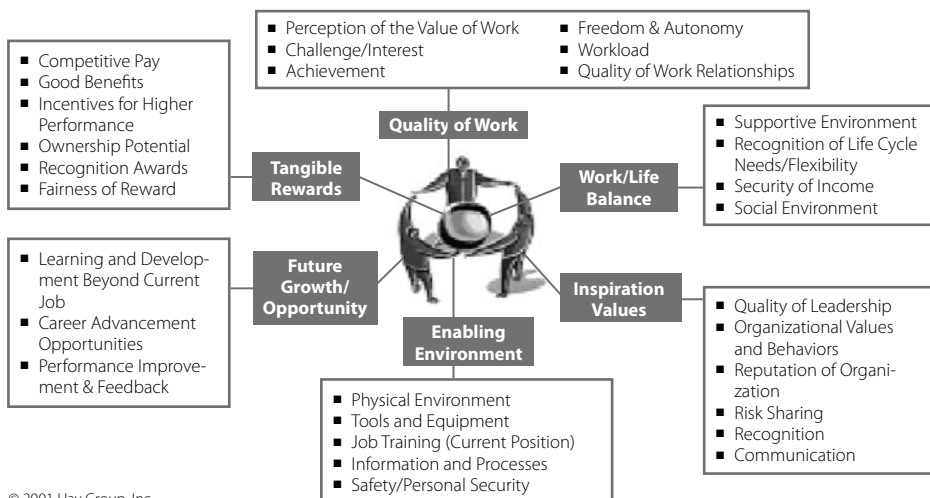 ■ Perception of the Value of Work
■ Challenge/Interest
■ Achievement
■ Freedom & Autonomy
■ Workload
■ Quality of Work Relationships
Quality of Work
■ Competitive Pay
■ Good Benefits
■ Incentives for Higher
Performance
■ Ownership Potential
■ Recognition Awards
■ Fairness of Reward
Tangible
Rewards
Work/Life
Balance
■ Supportive Environment
■ Recognition of Life Cycle
Needs/Flexibility
■ Security of Income
■ Social Environment
■ Learning and Develop-
ment Beyond Current
Job
■ Career Advancement
Opportunities
■ Performance Improve-
ment & Feedback
Future
Growth/
Opportunity
Inspiration
Values
■ Quality of Leadership
■ Organizational Values
and Behaviors
■ Reputation of Organi-
zation
■ Risk Sharing
■ Recognition
■ Communication
Enabling
Environment
■ Physical Environment
■ Tools and Equipment
■ Job Training (Current Position)
■ Information and Processes
■ Safety/Personal Security
© 2001 Hay Group, Inc.